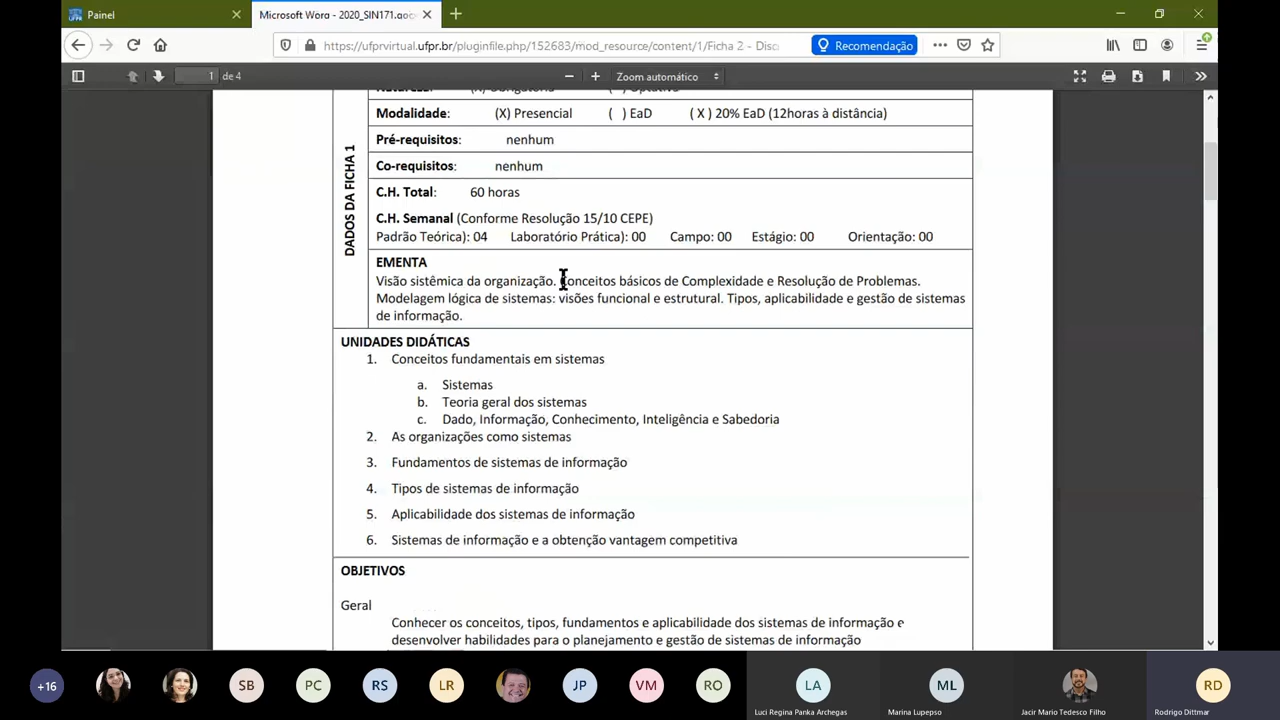 Painel
Microsoft Word - 2020_SIN171.docx
https://ufprvirtual.ufpr.br/pluginfile.php/152683/mod_resource/content/1/Ficha 2 - Disc
Recomendação
1 de 4
Zoom automático
Natureza: (X) Obrigatória ( ) Optativa
Modalidade: (X) Presencial ( ) EaD ( X ) 20% EaD (12horas à distância)
Pré-requisitos: nenhum
Co-requisitos: nenhum
C.H. Total: 60 horas
C.H. Semanal (Conforme Resolução 15/10 CEPE)
Padrão Teórica): 04 Laboratório Prática): 00 Campo: 00 Estágio: 00 Orientação: 00
DADOS DA FICHA 1
EMENTA
Visão sistêmica da organização. Conceitos básicos de Complexidade e Resolução de Problemas.
Modelagem lógica de sistemas: visões funcional e estrutural. Tipos, aplicabilidade e gestão de sistemas
de informação.
UNIDADES DIDÁTICAS
1. Conceitos fundamentais em sistemas
a. Sistemas
b. Teoria geral dos sistemas
c. Dado, Informação, Conhecimento, Inteligência e Sabedoria
2. As organizações como sistemas
3. Fundamentos de sistemas de informação
4. Tipos de sistemas de informação
5. Aplicabilidade dos sistemas de informação
6. Sistemas de informação e a obtenção vantagem competitiva
OBJETIVOS
Geral
Conhecer os conceitos, tipos, fundamentos e aplicabilidade dos sistemas de informação e
desenvolver habilidades para o planejamento e gestão de sistemas de informação
+16 SB PC RS LR JP VM RO LA ML RD
Luci Regina Panka Archegas Marina Lupepso Jacir Mario Tedesco Filho Rodrigo Dittmar